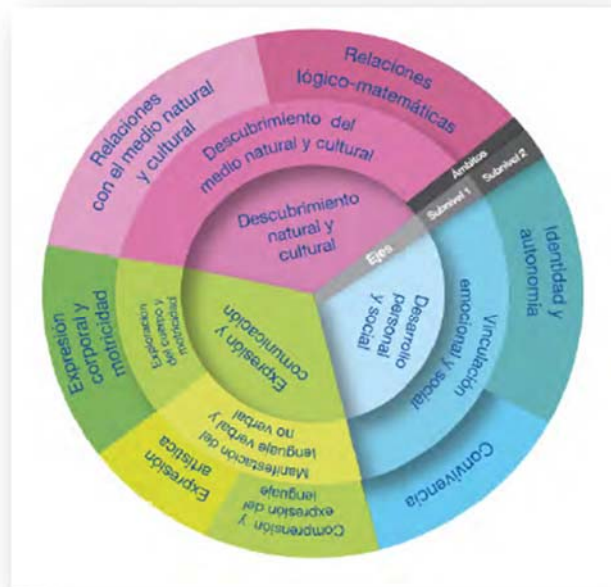 Relaciones
lógico-matemáticas
Relaciones
con el medio natural
y cultural
Descubrimiento del
medio natural y cultural
Descubrimiento
natural y
cultural
Ámbitos
Subnivel 1
Subnivel 2
Ejes
Identidad y
autonomía
Vinculación
emocional y social
Desarrollo
personal
y social
Convivencia
Expresión y
comunicación
Exploración
del cuerpo y
motricidad
Expresión
corporal y
motricidad
Manifestación del
lenguaje verbal y
no verbal
Expresión
artística
Comprensión y
expresión del
lenguaje